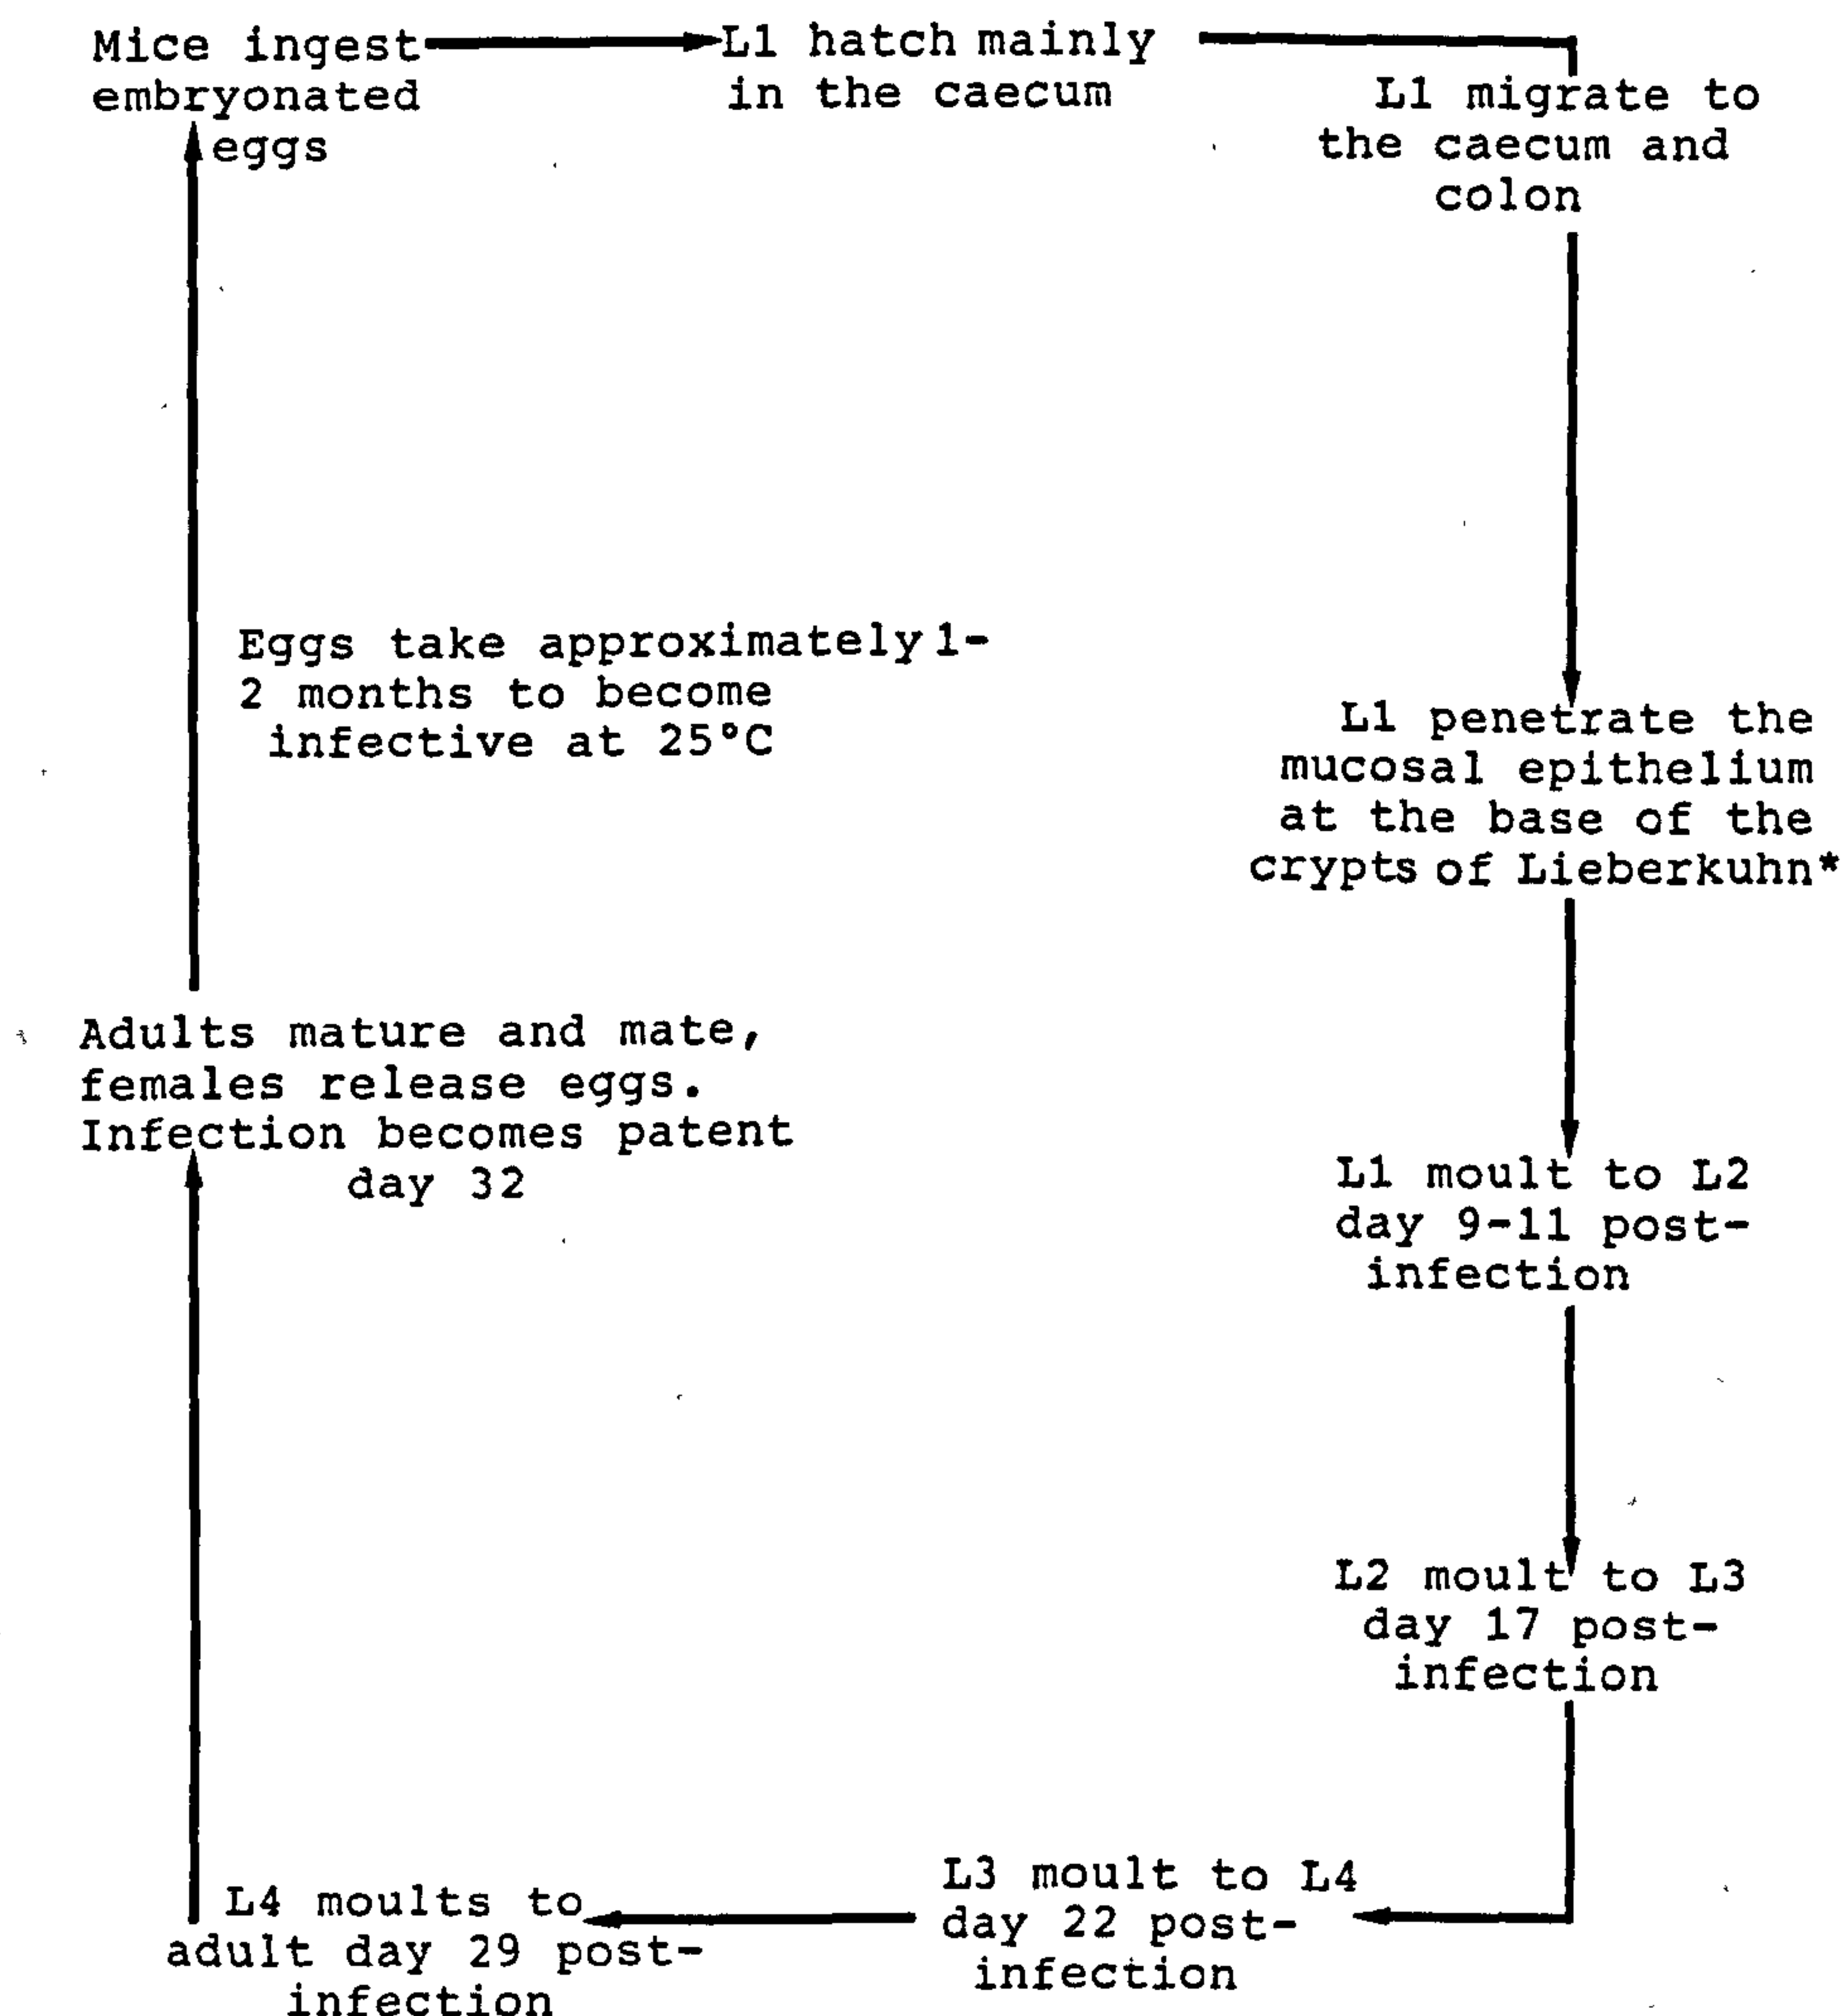 Mice ingest
embryonated
eggs
L1 hatch mainly
in the caecum
L1 migrate to
the caecum and
colon
L1 penetrate the
mucosal epithelium
at the base of the
crypts of Lieberkuhn*
L1 moult to L2
day 9-11 post-
infection
L2 moult to L3
day 17 post-
infection
L3 moult to L4
day 22 post-
infection
L4 moults to
adult day 29 post-
infection
Adults mature and mate,
females release eggs.
Infection becomes patent
day 32
Eggs take approximately 1-
2 months to become
infective at 25°C